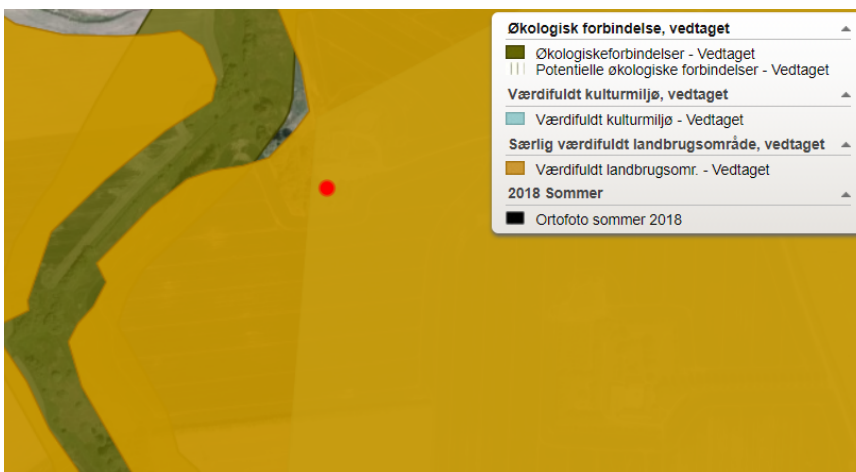 Økologisk forbindelse, vedtaget
Økologiskeforbindelser - Vedtaget
Potentielle økologiske forbindelser - Vedtaget
Værdifuldt kulturmiljø, vedtaget
Værdifuldt kulturmiljø - Vedtaget
Særlig værdifuldt landbrugsområde, vedtaget
Værdifuldt landbrugsomr. - Vedtaget
2018 Sommer
Ortofoto sommer 2018